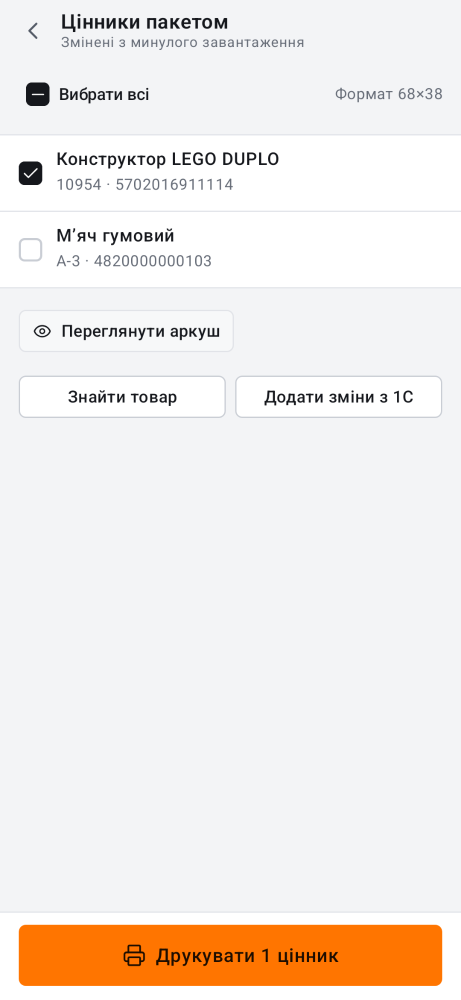 Цінники пакетом
Змінені з минулого завантаження
Вибрати всі
Формат 68×38
Конструктор LEGO DUPLO
10954 · 5702016911114
М’яч гумовий
А-3 · 4820000000103
Переглянути аркуш
Знайти товар
Додати зміни з 1С
Друкувати 1 цінник